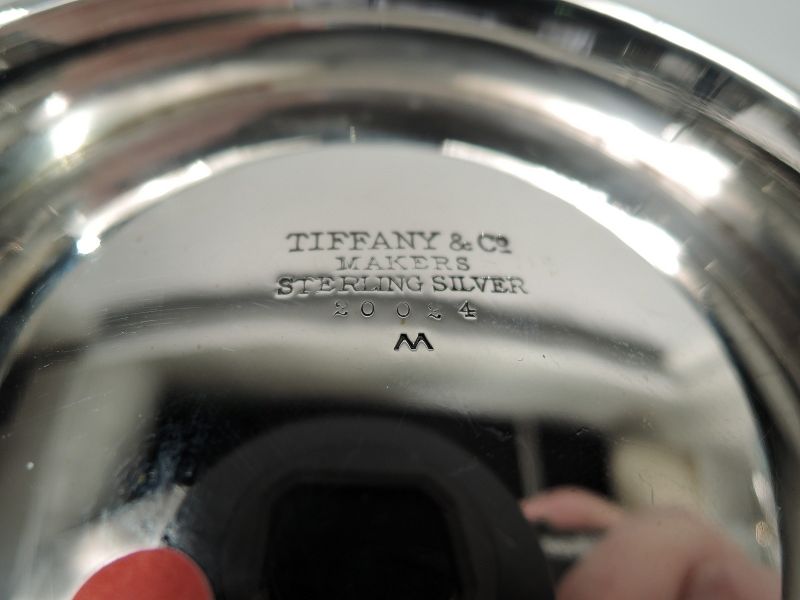 TIFFANY & Co
MAKERS
STERLING SILVER
20024
M